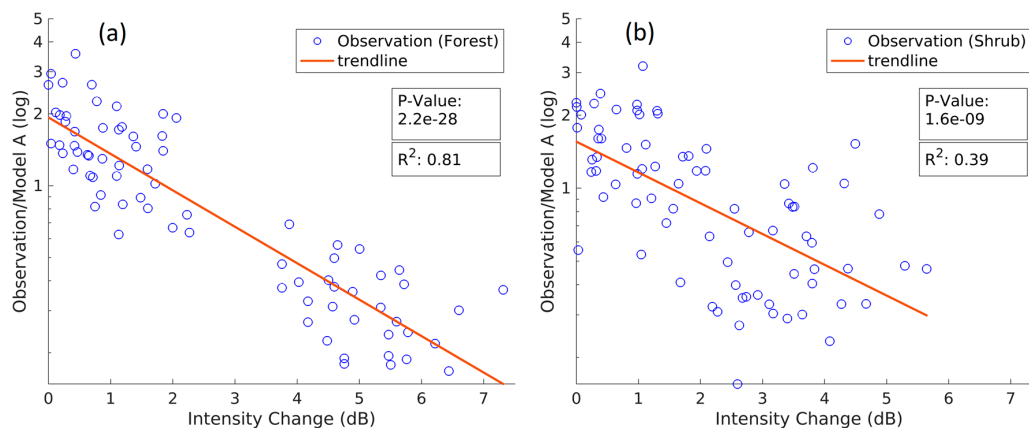 (a)
Observation (Forest)
trendline
P-Value:
2.2e-28
R²: 0.81
5
4
3
2
1
Observation/Model A (log)
0 1 2 3 4 5 6 7
Intensity Change (dB)
(b)
Observation (Shrub)
trendline
P-Value:
1.6e-09
R²: 0.39
5
4
3
2
1
Observation/Model A (log)
0 1 2 3 4 5 6 7
Intensity Change (dB)